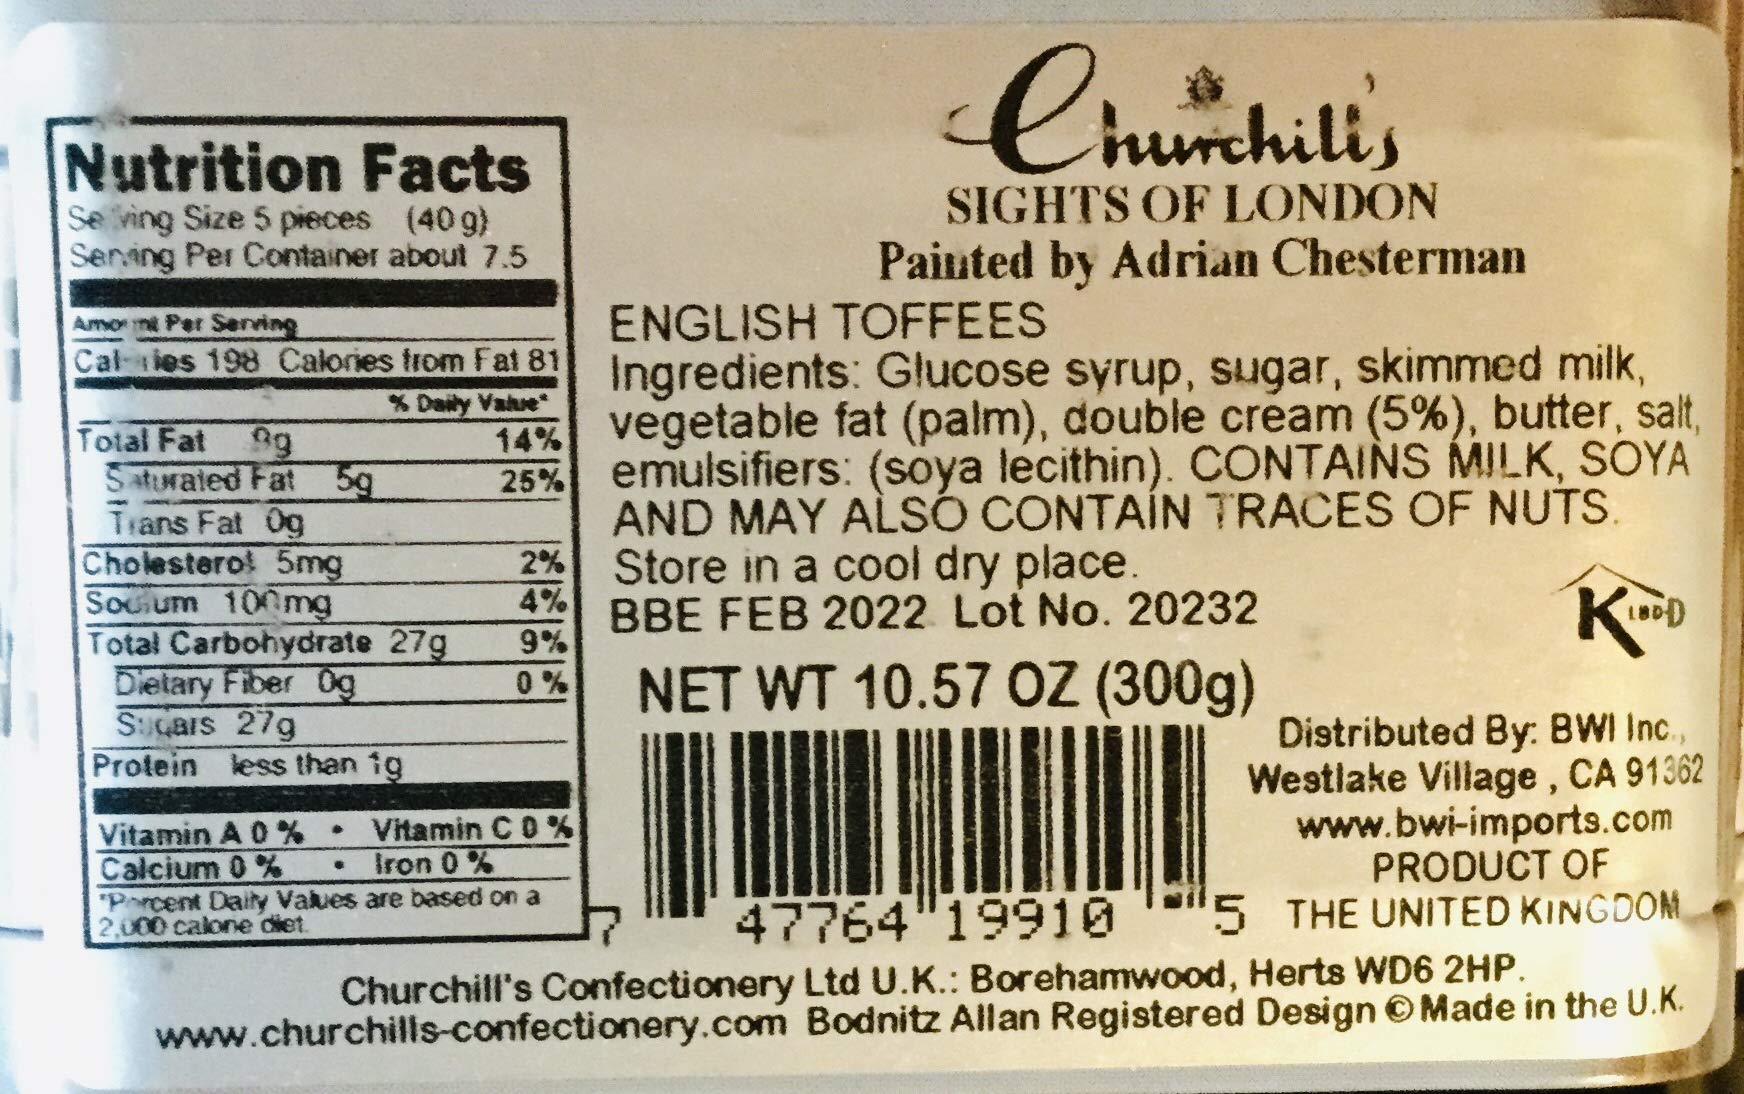 Nutrition Facts
Serving Size 5 pieces (40 g)
Serving Per Container about 7.5
Amount Per Serving
Calories 198 Calories from Fat 81
% Daily Value*
Total Fat 9g 14%
Saturated Fat 5g 25%
Trans Fat 0g
Cholesterol 5mg 2%
Sodium 100mg 4%
Total Carbohydrate 27g 9%
Dietary Fiber 0g 0 %
Sugars 27g
Protein less than 1g
Vitamin A 0 % • Vitamin C 0 %
Calcium 0 % • Iron 0 %
*Percent Daily Values are based on a
2,000 calorie diet.
Churchill's
SIGHTS OF LONDON
Painted by Adrian Chesterman
ENGLISH TOFFEES
Ingredients: Glucose syrup, sugar, skimmed milk,
vegetable fat (palm), double cream (5%), butter, salt,
emulsifiers: (soya lecithin). CONTAINS MILK, SOYA
AND MAY ALSO CONTAIN TRACES OF NUTS.
Store in a cool dry place.
BBE FEB 2022 Lot No. 20232
K LBD-D
NET WT 10.57 OZ (300g)
7 47764 19910 5
Distributed By: BWI Inc.,
Westlake Village , CA 91362
www.bwi-imports.com
PRODUCT OF
THE UNITED KINGDOM
Churchill's Confectionery Ltd U.K.: Borehamwood, Herts WD6 2HP.
www.churchills-confectionery.com Bodnitz Allan Registered Design © Made in the U.K.